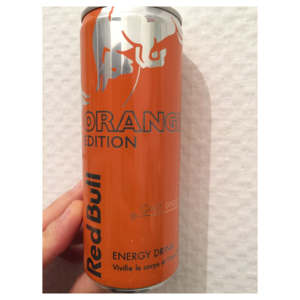 ORANGE
EDITION
Red Bull
ENERGY DRINK
Vivifie le corps e